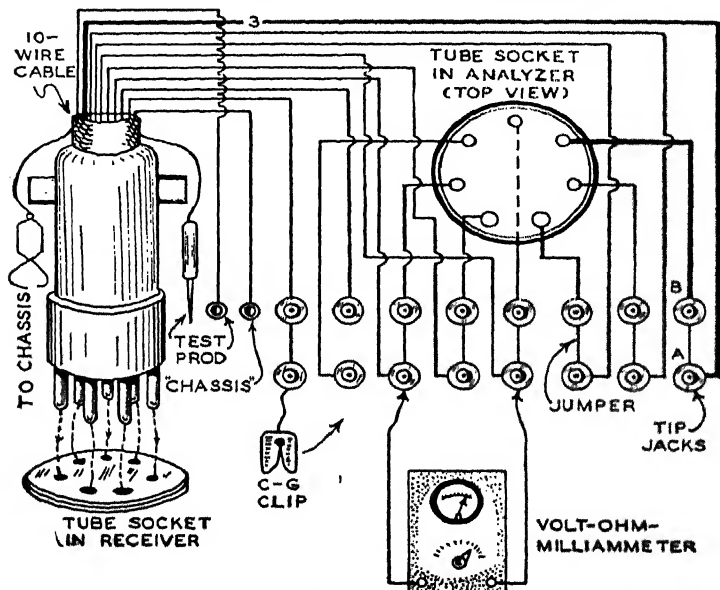 10-
WIRE
CABLE
3
TUBE SOCKET
IN ANALYZER
(TOP VIEW)
TO CHASSIS
TEST
PROD
"CHASSIS"
B
A
JUMPER
TIP
JACKS
C-G
CLIP
TUBE SOCKET
IN RECEIVER
VOLT-OHM-
MILLIAMMETER